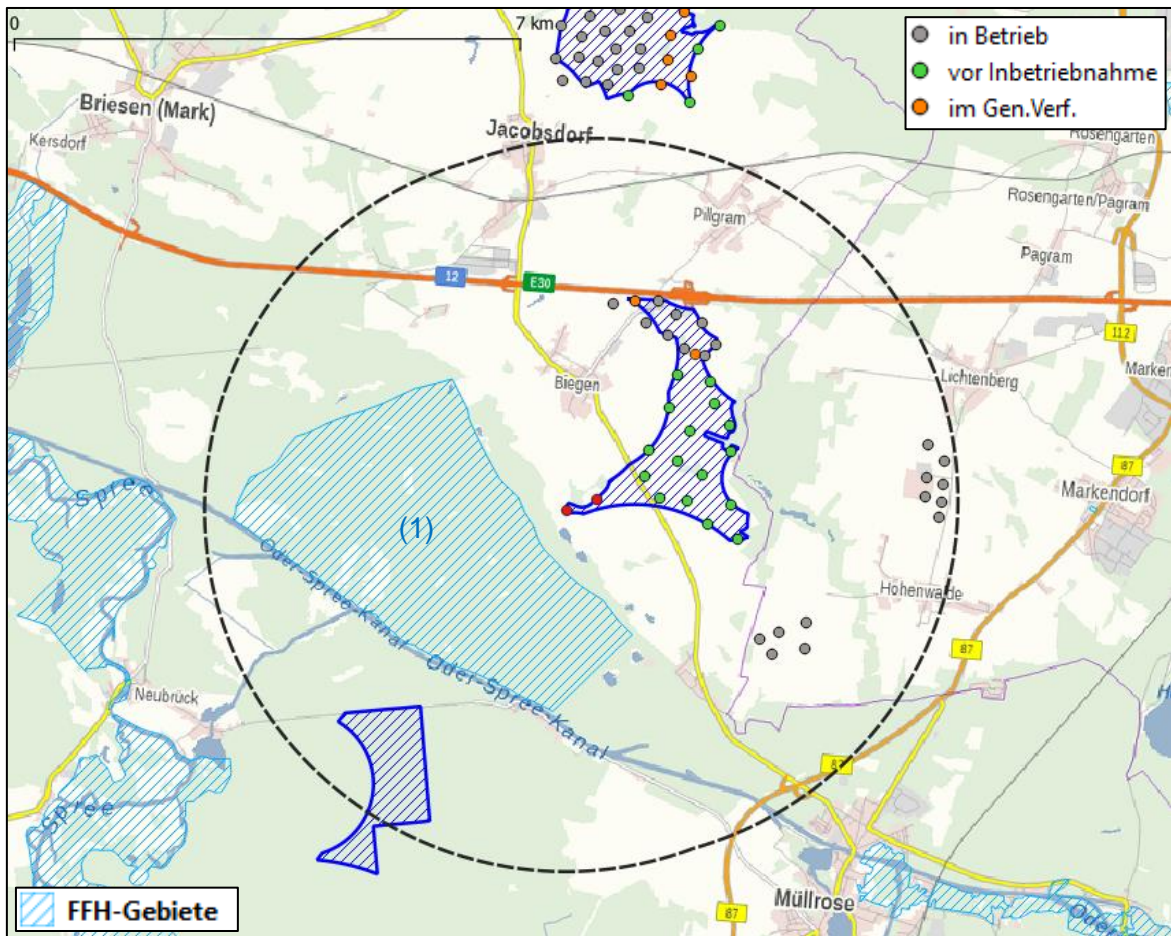 0 7 km
in Betrieb
vor Inbetriebnahme
im Gen.Verf.
Briesen (Mark)
Kersdorf
Jacobsdorf
Rosengarten
Pillgram
Rosengarten/Pagram
Pagram
12
E30
112
Lichtenberg
Biegen
87
Markendorf
Spree
(1)
Oder-Spree-Kanal
Oder-Spree-Kanal
Hohenwalde
87
Neubrück
87
Spree
Müllrose
87
FFH-Gebiete